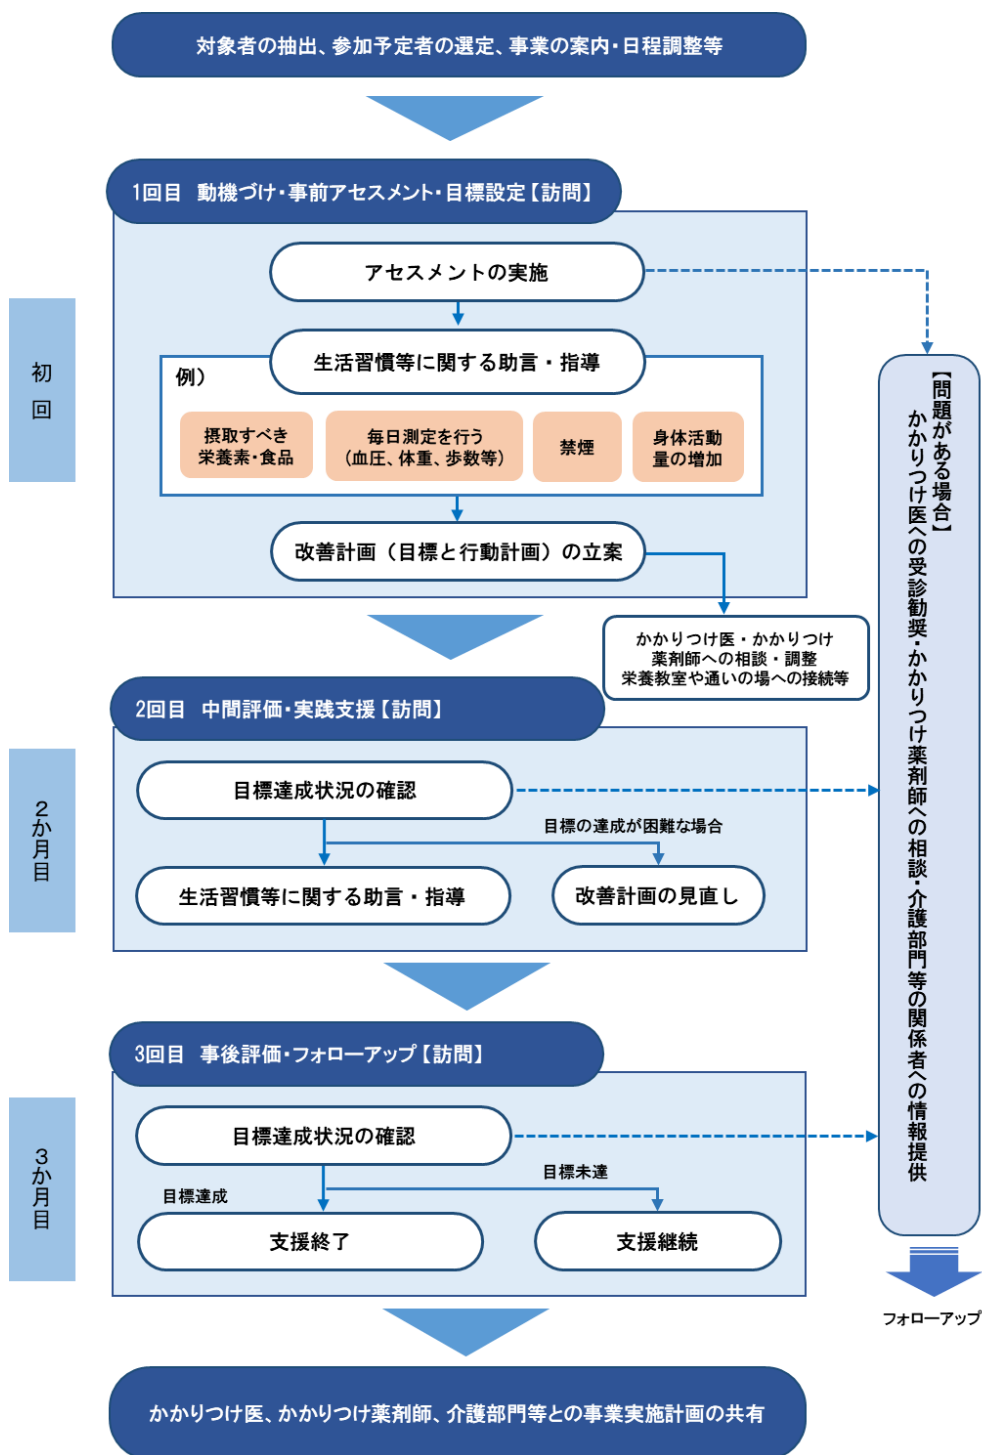 対象者の抽出、参加予定者の選定、事業の案内・日程調整等
1回目 動機づけ・事前アセスメント・目標設定【訪問】
初回
アセスメントの実施
生活習慣等に関する助言・指導
例）
摂取すべき
栄養素・食品
毎日測定を行う
（血圧、体重、歩数等）
禁煙
身体活動
量の増加
改善計画（目標と行動計画）の立案
かかりつけ医・かかりつけ
薬剤師への相談・調整
栄養教室や通いの場への接続等
2回目 中間評価・実践支援【訪問】
2か月目
目標達成状況の確認
目標の達成が困難な場合
生活習慣等に関する助言・指導
改善計画の見直し
3回目 事後評価・フォローアップ【訪問】
3か月目
目標達成状況の確認
目標未達
目標達成
支援終了
支援継続
【問題がある場合】
かかりつけ医への受診勧奨・かかりつけ薬剤師への相談・介護部門等の関係者への情報提供
フォローアップ
かかりつけ医、かかりつけ薬剤師、介護部門等との事業実施計画の共有